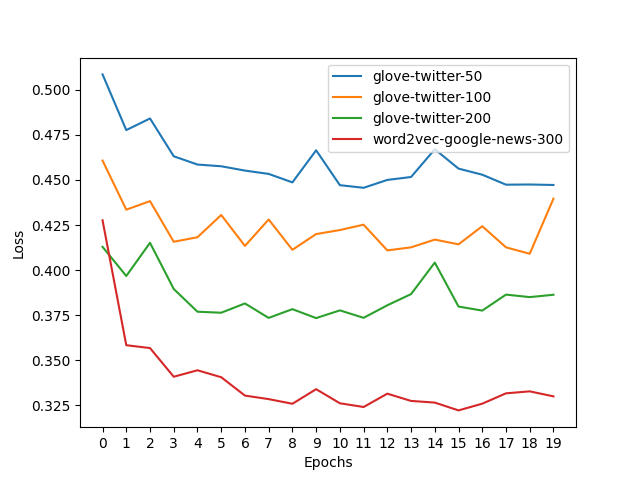 glove-twitter-50
glove-twitter-100
glove-twitter-200
word2vec-google-news-300
0.500
0.475
0.450
0.425
0.400
0.375
0.350
0.325
Loss
0 1 2 3 4 5 6 7 8 9 10 11 12 13 14 15 16 17 18 19
Epochs